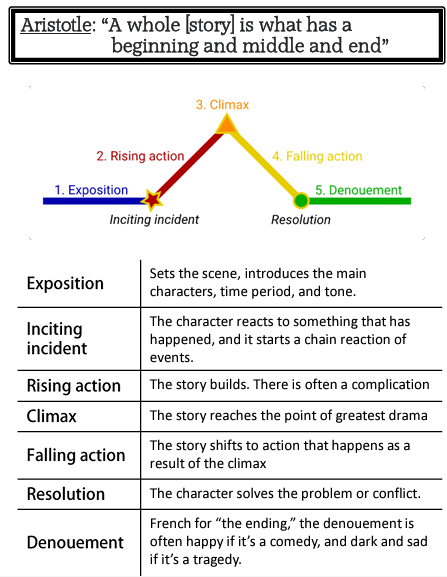 Aristotle: “A whole [story] is what has a
beginning and middle and end”
3. Climax
2. Rising action
4. Falling action
1. Exposition
5. Denouement
Inciting incident
Resolution
Exposition
Sets the scene, introduces the main
characters, time period, and tone.
Inciting
incident
The character reacts to something that has
happened, and it starts a chain reaction of
events.
Rising action
The story builds. There is often a complication
Climax
The story reaches the point of greatest drama
Falling action
The story shifts to action that happens as a
result of the climax
Resolution
The character solves the problem or conflict.
Denouement
French for “the ending,” the denouement is
often happy if it’s a comedy, and dark and sad
if it’s a tragedy.